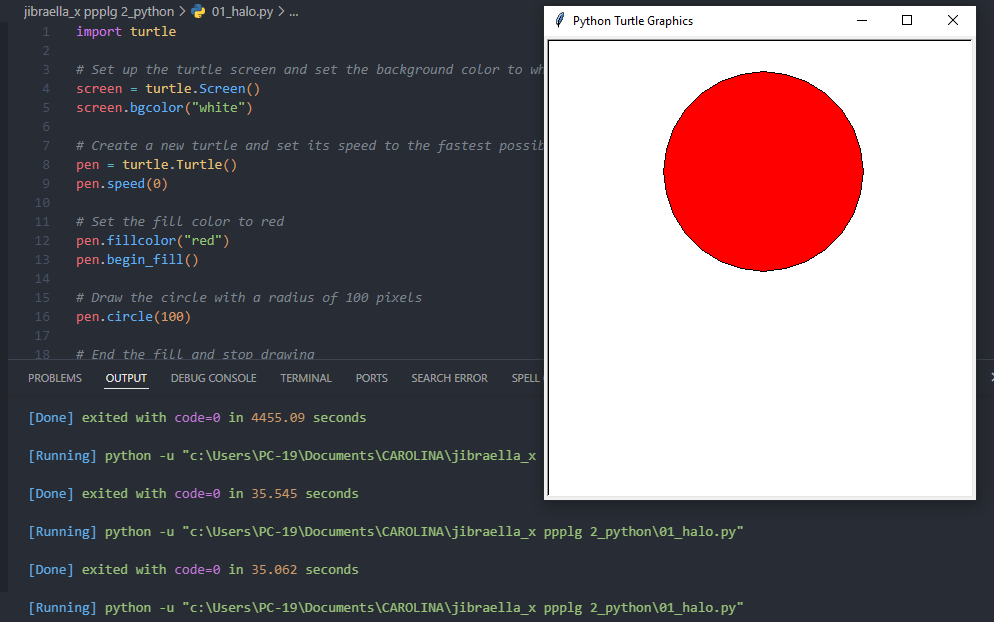 jibraella_x ppplg 2_python > 01_halo.py > ...
1 import turtle
2
3 # Set up the turtle screen and set the background color to wh
4 screen = turtle.Screen()
5 screen.bgcolor("white")
6
7 # Create a new turtle and set its speed to the fastest possib
8 pen = turtle.Turtle()
9 pen.speed(0)
10
11 # Set the fill color to red
12 pen.fillcolor("red")
13 pen.begin_fill()
14
15 # Draw the circle with a radius of 100 pixels
16 pen.circle(100)
17
18 # End the fill and stop drawing
Python Turtle Graphics
PROBLEMS OUTPUT DEBUG CONSOLE TERMINAL PORTS SEARCH ERROR SPELL
[Done] exited with code=0 in 4455.09 seconds
[Running] python -u "c:\Users\PC-19\Documents\CAROLINA\jibraella_x
[Done] exited with code=0 in 35.545 seconds
[Running] python -u "c:\Users\PC-19\Documents\CAROLINA\jibraella_x ppplg 2_python\01_halo.py"
[Done] exited with code=0 in 35.062 seconds
[Running] python -u "c:\Users\PC-19\Documents\CAROLINA\jibraella_x ppplg 2_python\01_halo.py"